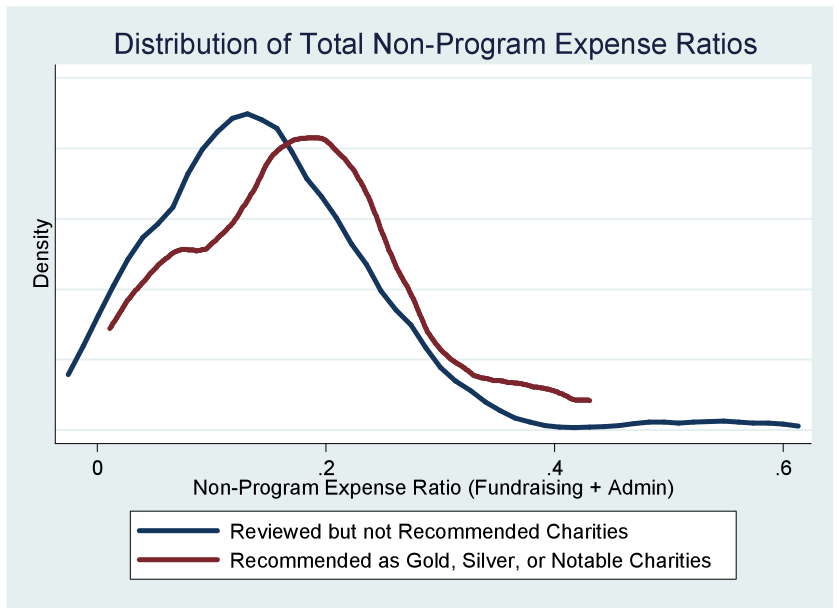 Distribution of Total Non-Program Expense Ratios
Density
0 .2 .4 .6
Non-Program Expense Ratio (Fundraising + Admin)
Reviewed but not Recommended Charities
Recommended as Gold, Silver, or Notable Charities